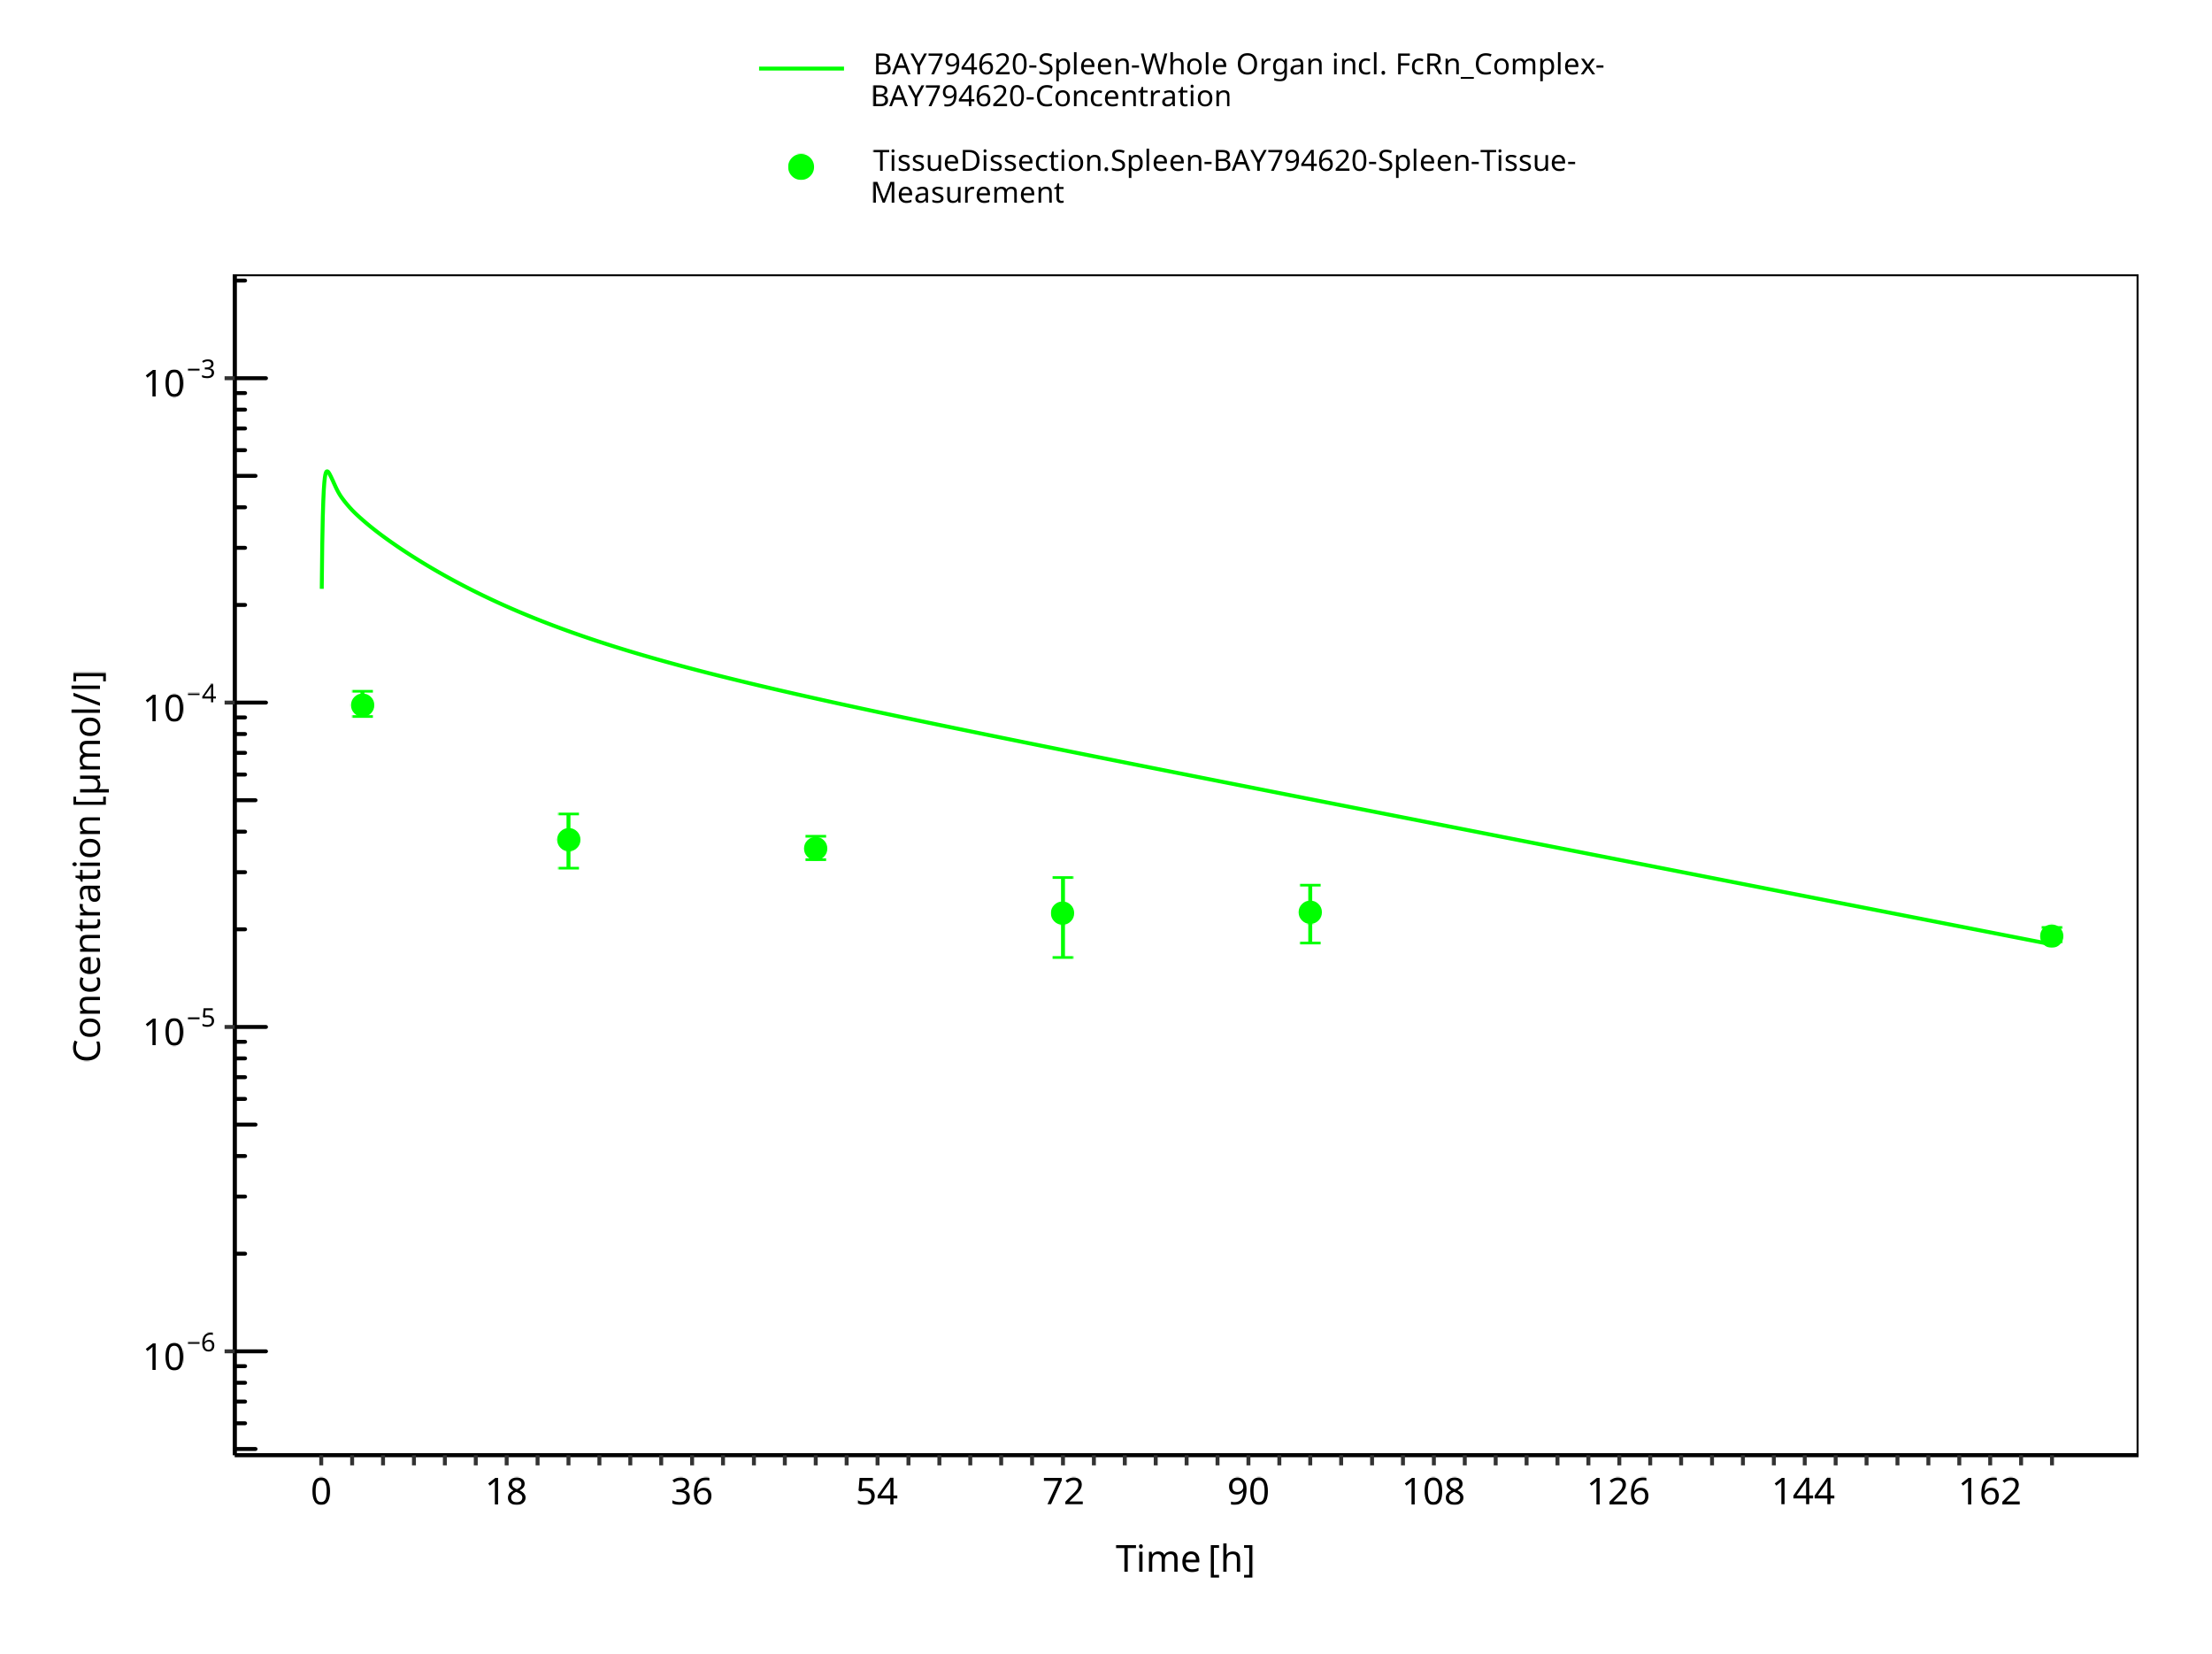 BAY794620-Spleen-Whole Organ incl. FcRn_Complex-
BAY794620-Concentration
TissueDissection.Spleen-BAY794620-Spleen-Tissue-
Measurement
Concentration [µmol/l]
10−3
10−4
10−5
10−6
0 18 36 54 72 90 108 126 144 162
Time [h]